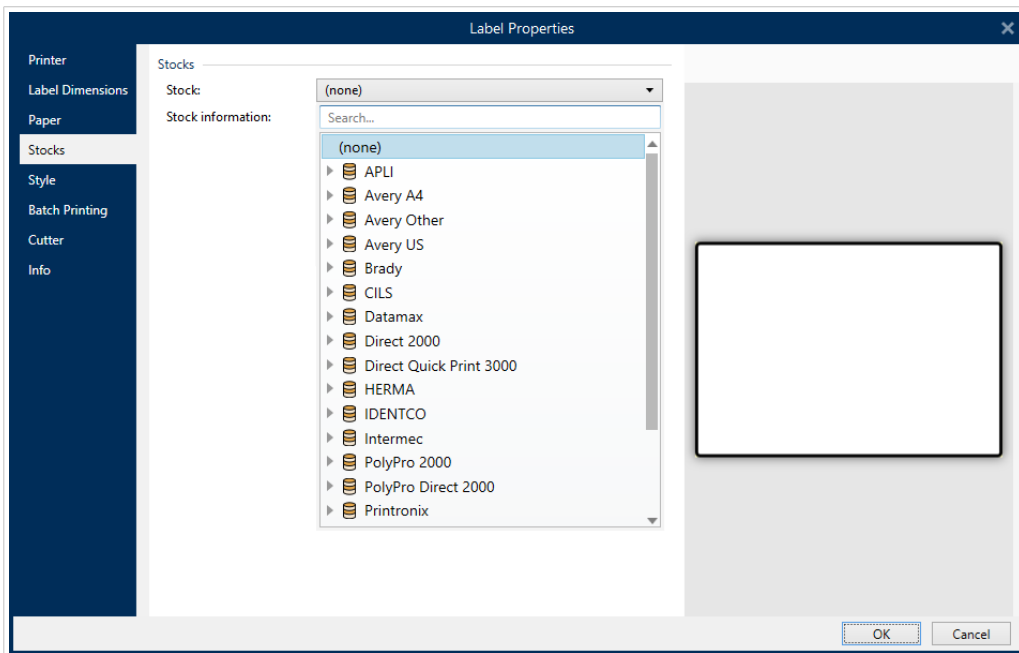 Label Properties
Printer
Label Dimensions
Paper
Stocks
Style
Batch Printing
Cutter
Info
Stocks
Stock:
(none)
Stock information:
Search...
(none)
APLI
Avery A4
Avery Other
Avery US
Brady
CILS
Datamax
Direct 2000
Direct Quick Print 3000
HERMA
IDENTCO
Intermec
PolyPro 2000
PolyPro Direct 2000
Printronix
OK
Cancel